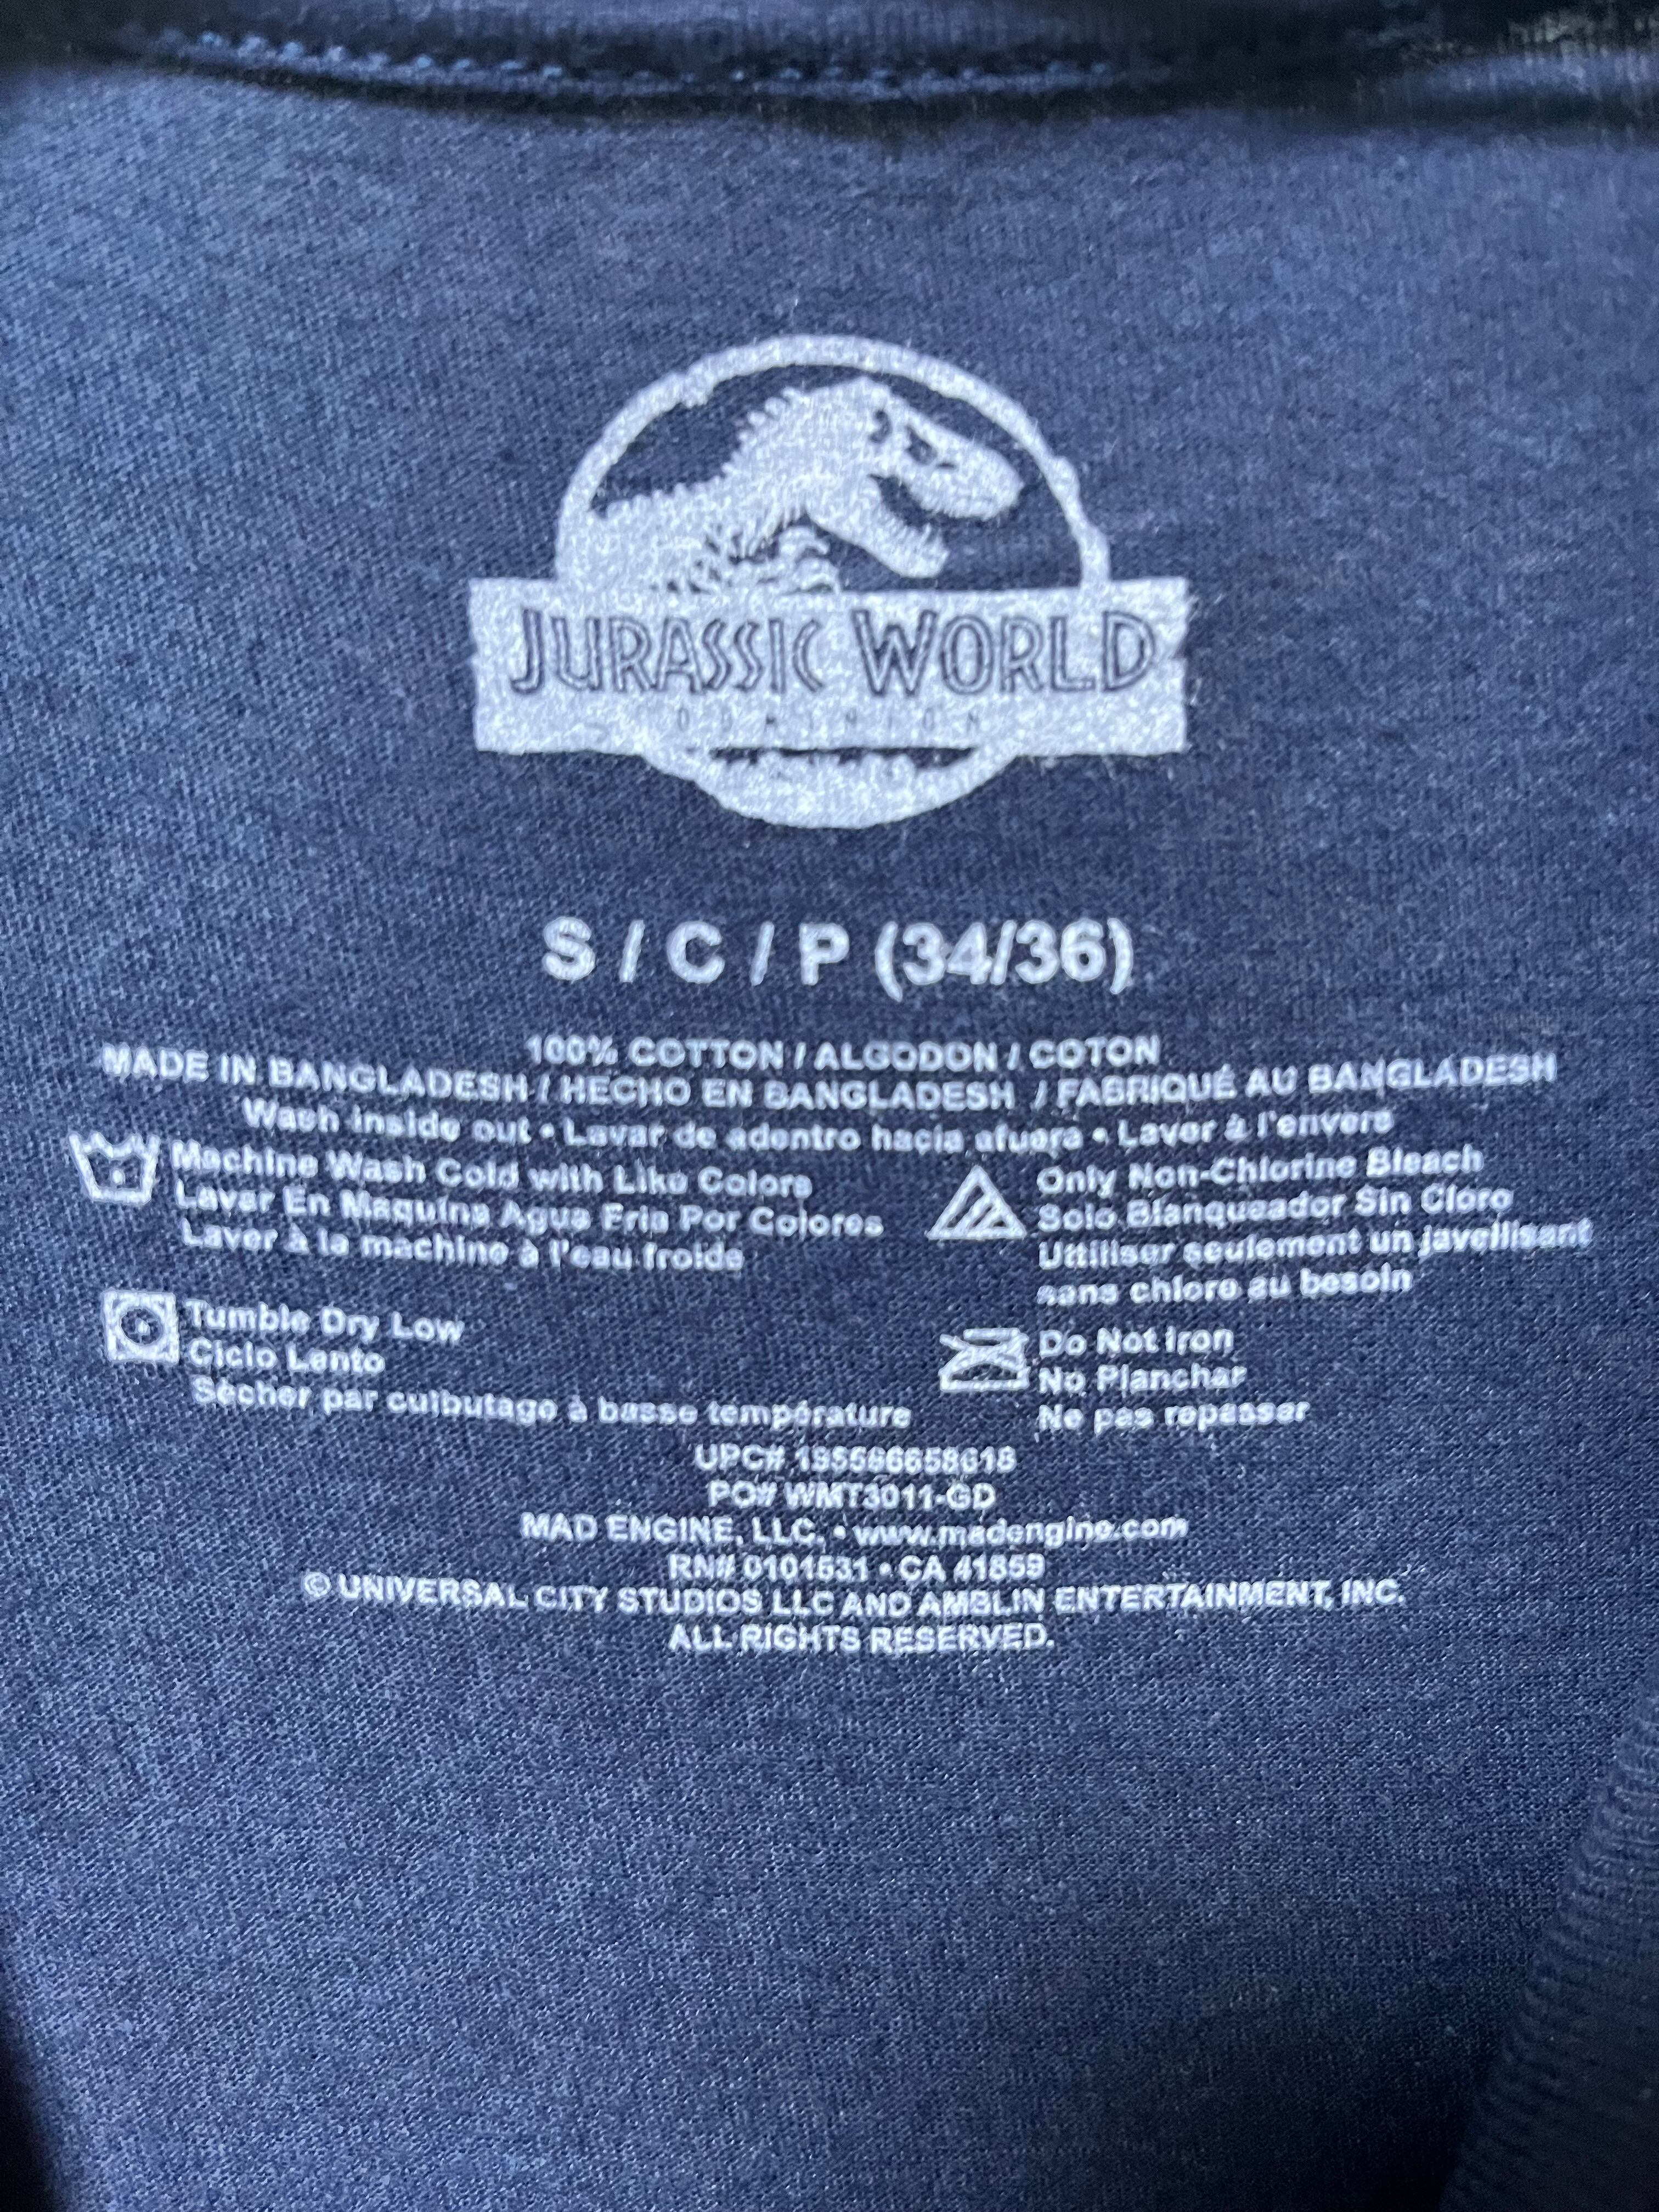 JURASSIC WORLD
DOMINION
S / C / P (34/36)
100% COTTON / ALGODON / COTON
MADE IN BANGLADESH / HECHO EN BANGLADESH / FABRIQUÉ AU BANGLADESH
Wash inside out • Lavar de adentro hacia afuera • Laver à l'envers
Machine Wash Cold with Like Colors
Lavar En Maquina Agua Fria Por Colores
Laver à la machine à l'eau froide
Only Non-Chlorine Bleach
Solo Blanqueador Sin Cloro
Uttiliser seulement un javellisant
sans chlore au besoin
Tumble Dry Low
Ciclo Lento
Sécher par culbutage à basse température
Do Not Iron
No Planchar
Ne pas repasser
UPC#
PO# WMT3011-GD
MAD ENGINE, LLC. • www.madengine.com
RN# 0101531 • CA 41859
© UNIVERSAL CITY STUDIOS LLC AND AMBLIN ENTERTAINMENT, INC.
ALL RIGHTS RESERVED.